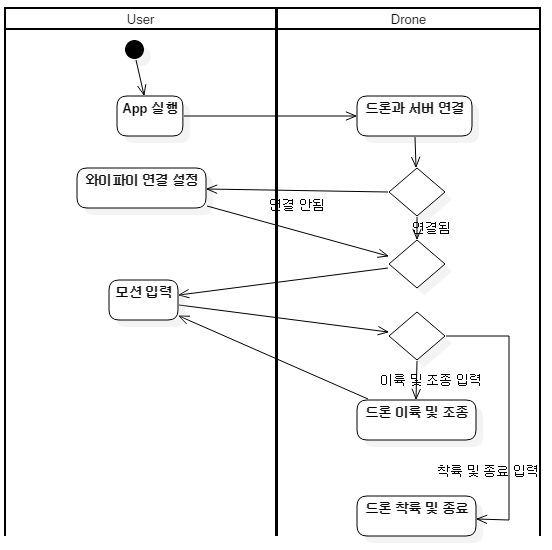 User
Drone
App 실행
드론과 서버 연결
와이파이 연결 설정
연결 안됨
연결됨
모션 입력
이륙 및 조종 입력
드론 이륙 및 조종
착륙 및 종료 입력
드론 착륙 및 종료